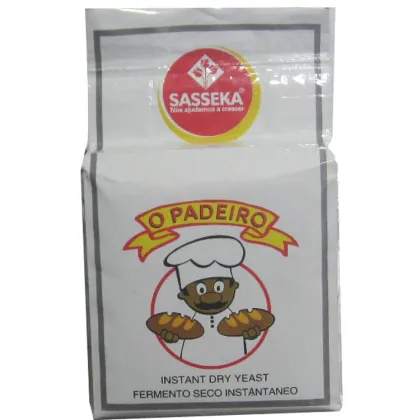 SASSEKA®
Nós ajudamos a crescer
O PADEIRO
INSTANT DRY YEAST
FERMENTO SECO INSTANTANEO